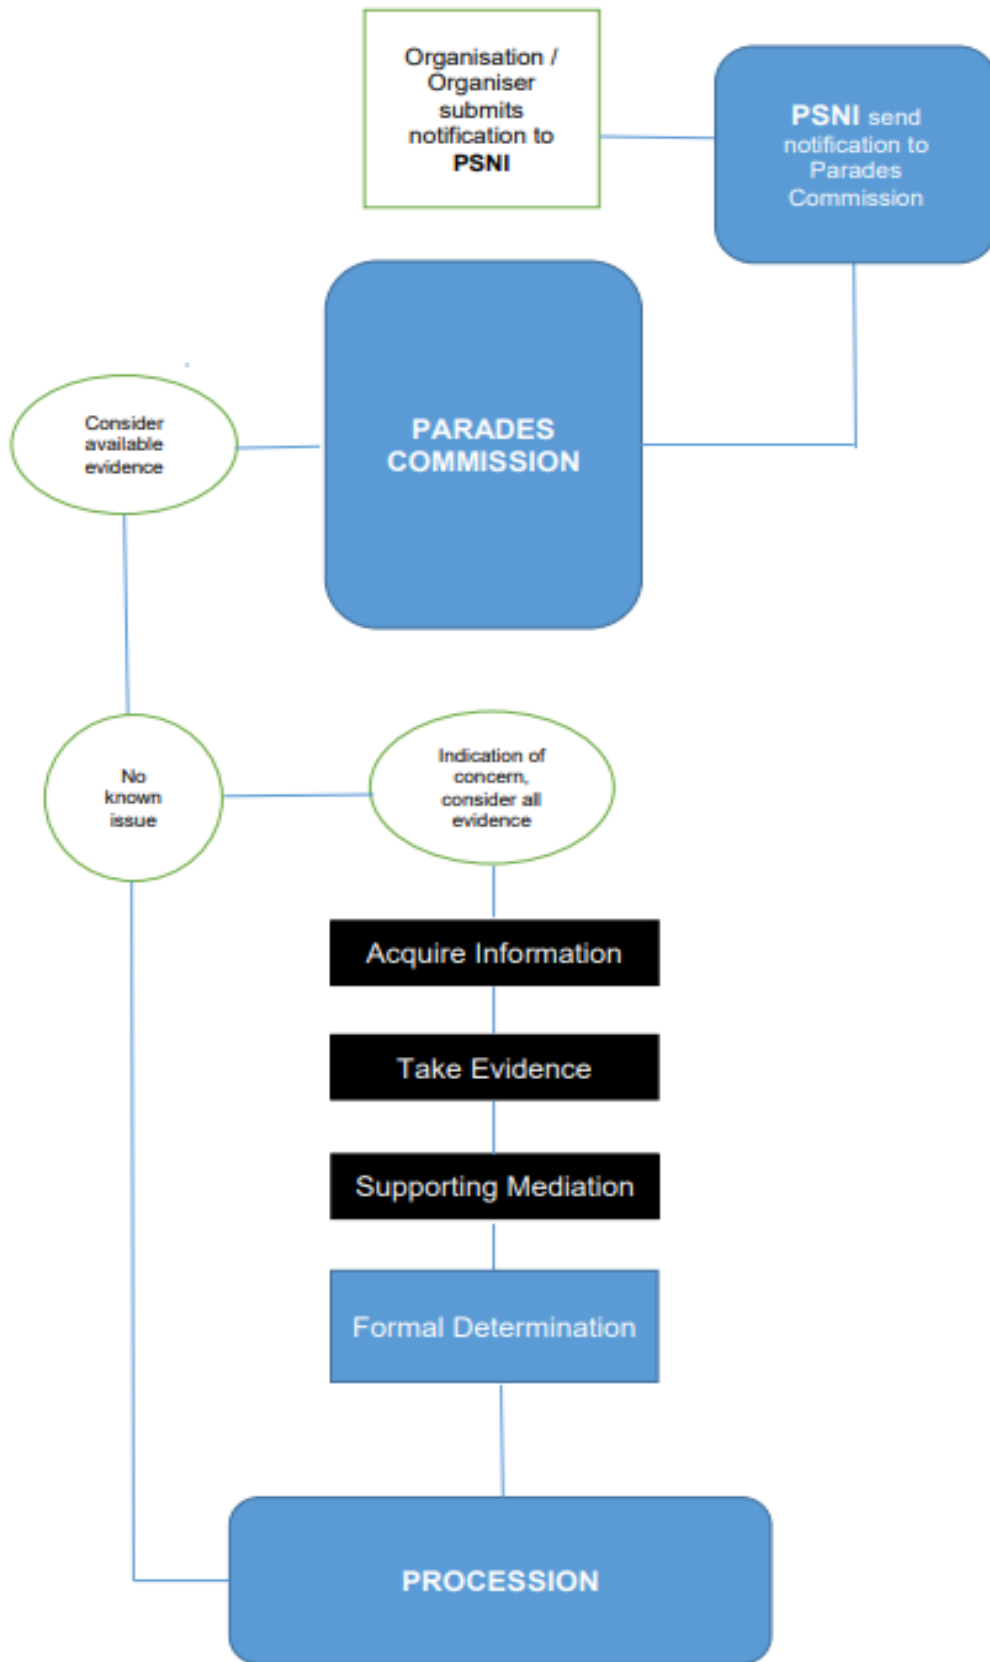 Organisation /
Organiser
submits
notification to
PSNI
PSNI send
notification to
Parades
Commission
PARADES
COMMISSION
Consider
available
evidence
No
known
issue
Indication of
concern,
consider all
evidence
Acquire Information
Take Evidence
Supporting Mediation
Formal Determination
PROCESSION